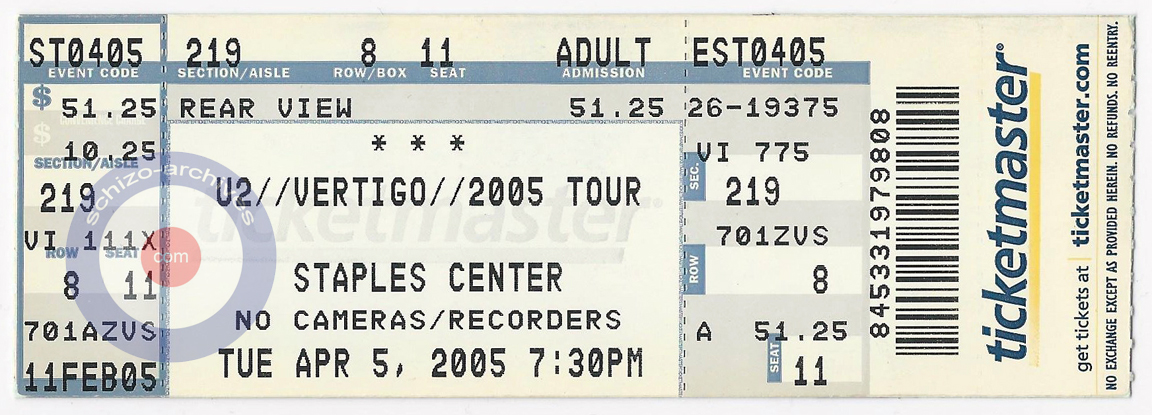 ST0405 219 8 11 ADULT EST0405
EVENT CODE SECTION/AISLE ROW/BOX SEAT ADMISSION EVENT CODE
$ 51.25 REAR VIEW 51.25 26-19375
$ 10.25 * * * VI 775
SECTION/AISLE SEC.
219 U2//VERTIGO//2005 TOUR 219
ticketmaster
VI 111X 701ZVS
ROW SEAT ROW
8 11 STAPLES CENTER 8
701AZVS NO CAMERAS/RECORDERS A 51.25
11FEB05 TUE APR 5, 2005 7:30PM SEAT 11
schizo-archives
com
845331979808
ticketmaster
get tickets at ticketmaster.com
NO EXCHANGE EXCEPT AS PROVIDED HEREIN. NO REFUNDS. NO REENTRY.